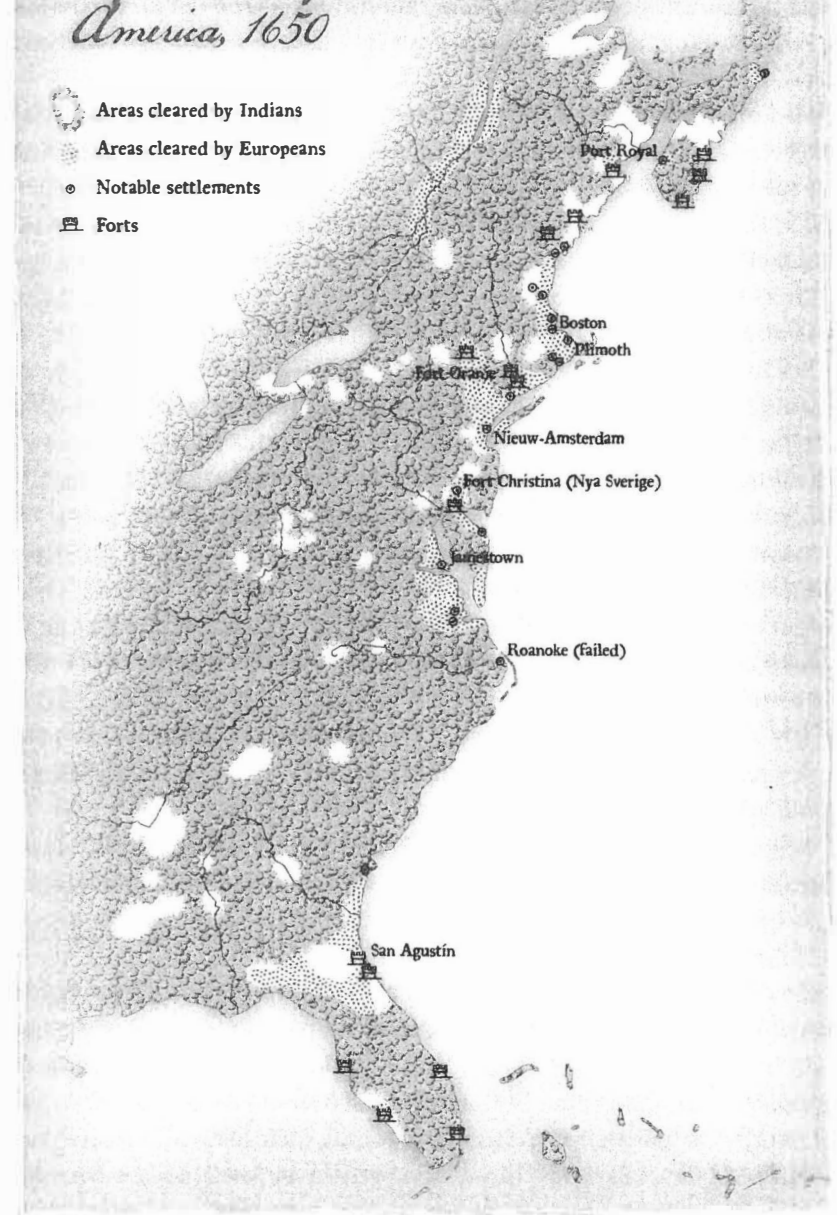 America, 1650
Areas cleared by Indians
Areas cleared by Europeans
Notable settlements
Forts
Port Royal
Boston
Plimoth
Fort Oranje
Nieuw-Amsterdam
Fort Christina (Nya Sverige)
Jamestown
Roanoke (failed)
San Agustín